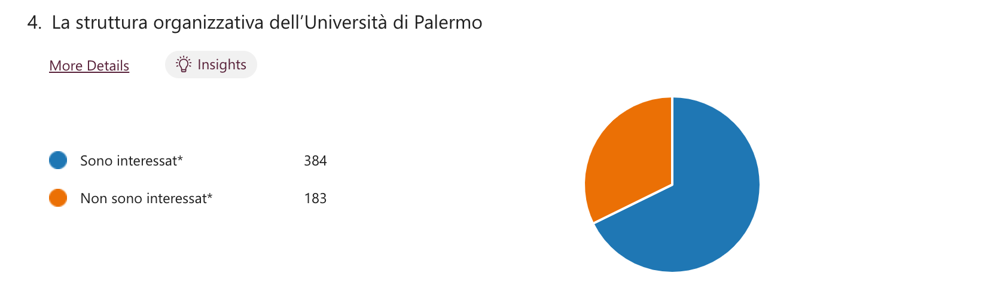 4. La struttura organizzativa dell’Università di Palermo
More Details
Insights
Sono interessat* 384
Non sono interessat* 183